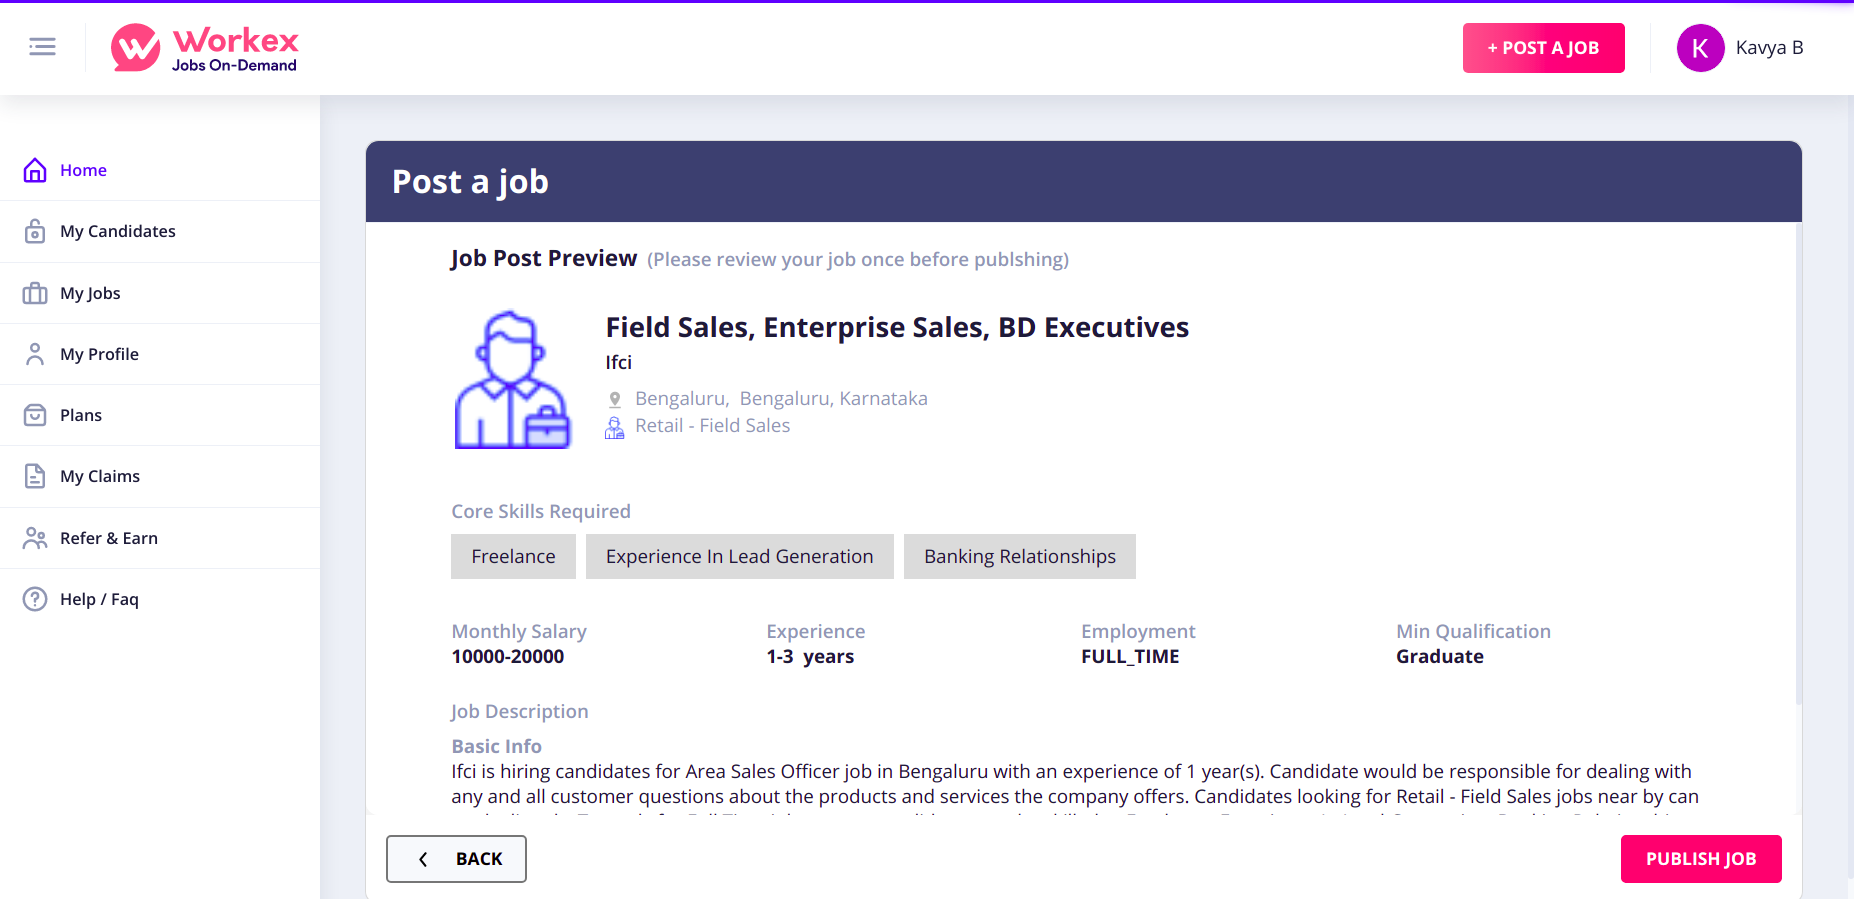 Workex
Jobs On-Demand
+ POST A JOB
K
Kavya B
Home
My Candidates
My Jobs
My Profile
Plans
My Claims
Refer & Earn
Help / Faq
Post a job
Job Post Preview (Please review your job once before publshing)
Field Sales, Enterprise Sales, BD Executives
Ifci
Bengaluru, Bengaluru, Karnataka
Retail - Field Sales
Core Skills Required
Freelance Experience In Lead Generation Banking Relationships
Monthly Salary Experience Employment Min Qualification
10000-20000 1-3 years FULL_TIME Graduate
Job Description
Basic Info
Ifci is hiring candidates for Area Sales Officer job in Bengaluru with an experience of 1 year(s). Candidate would be responsible for dealing with
any and all customer questions about the products and services the company offers. Candidates looking for Retail - Field Sales jobs near by can
BACK
PUBLISH JOB